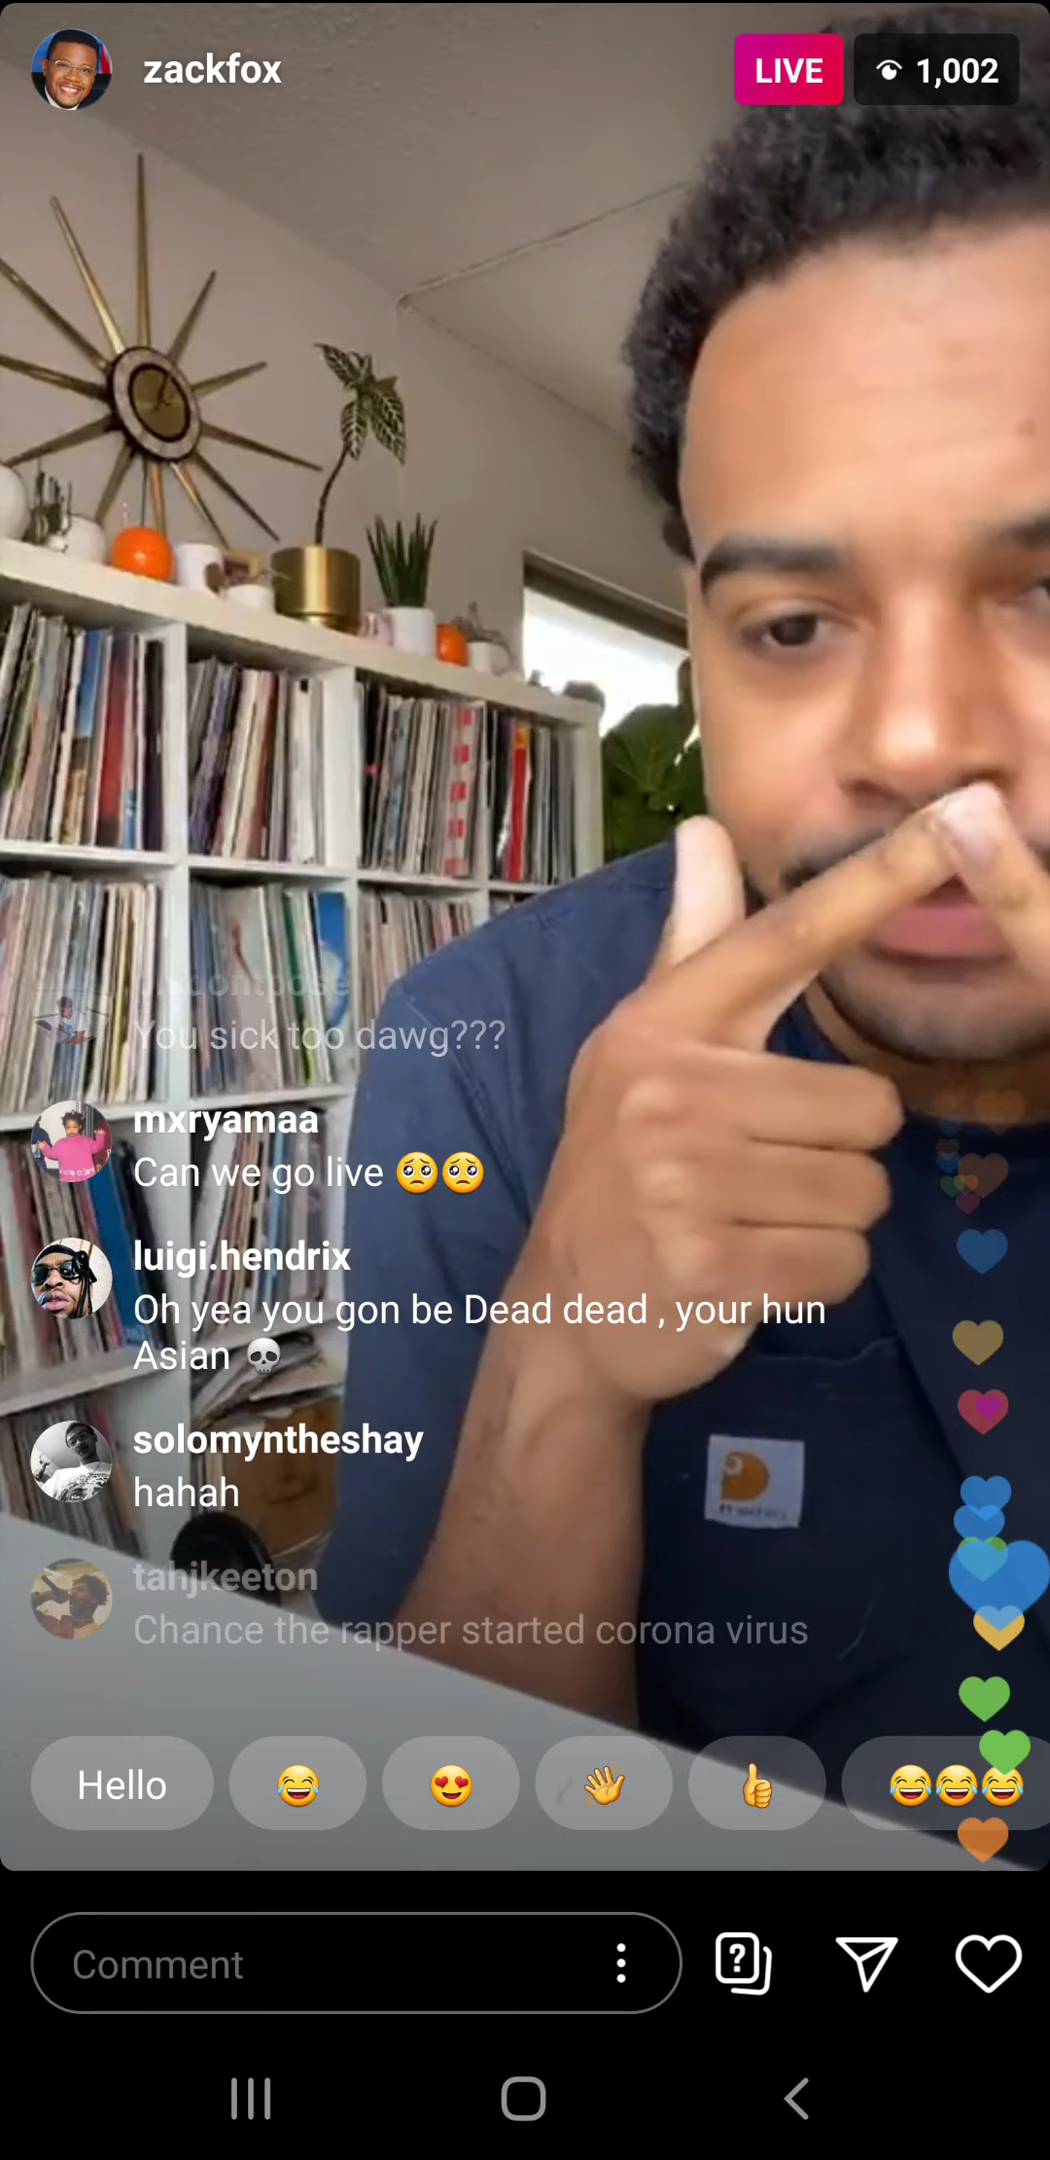 zackfox
LIVE
1,002
You sick too dawg???
mxryamaa
Can we go live 🥺🥺
luigi.hendrix
Oh yea you gon be Dead dead , your hun
Asian 💀
solomyntheshay
hahah
tahjkeeton
Chance the rapper started corona virus
Hello 😂 😍 👋 👍 😂😂😂
Comment